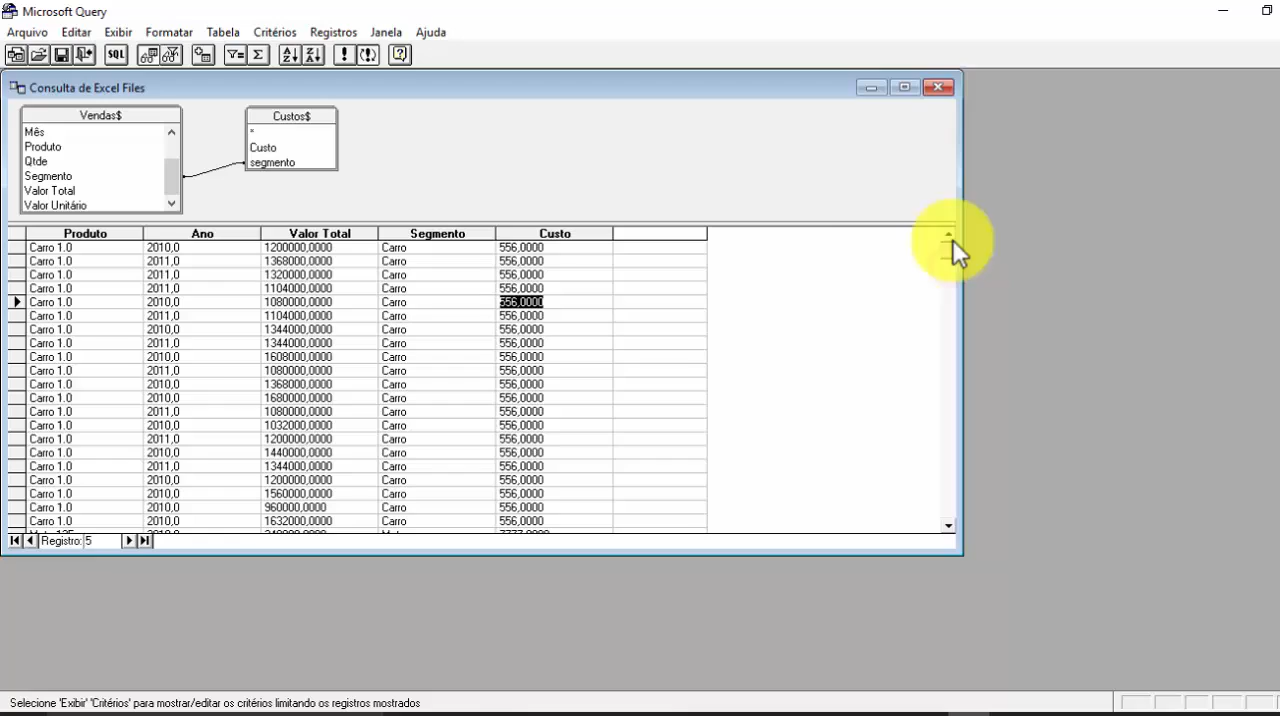 Microsoft Query
Arquivo Editar Exibir Formatar Tabela Critérios Registros Janela Ajuda
SQL
Consulta de Excel Files
Vendas$
Mês
Produto
Qtde
Segmento
Valor Total
Valor Unitário
Custos$
*
Custo
segmento
Produto Ano Valor Total Segmento Custo
Carro 1.0 2010,0 1200000,0000 Carro 556,0000
Carro 1.0 2011,0 1368000,0000 Carro 556,0000
Carro 1.0 2011,0 1320000,0000 Carro 556,0000
Carro 1.0 2011,0 1104000,0000 Carro 556,0000
Carro 1.0 2010,0 1080000,0000 Carro 556,0000
Carro 1.0 2011,0 1104000,0000 Carro 556,0000
Carro 1.0 2010,0 1344000,0000 Carro 556,0000
Carro 1.0 2011,0 1344000,0000 Carro 556,0000
Carro 1.0 2010,0 1608000,0000 Carro 556,0000
Carro 1.0 2011,0 1080000,0000 Carro 556,0000
Carro 1.0 2010,0 1368000,0000 Carro 556,0000
Carro 1.0 2010,0 1680000,0000 Carro 556,0000
Carro 1.0 2011,0 1080000,0000 Carro 556,0000
Carro 1.0 2010,0 1032000,0000 Carro 556,0000
Carro 1.0 2011,0 1200000,0000 Carro 556,0000
Carro 1.0 2010,0 1440000,0000 Carro 556,0000
Carro 1.0 2011,0 1344000,0000 Carro 556,0000
Carro 1.0 2010,0 1200000,0000 Carro 556,0000
Carro 1.0 2010,0 1560000,0000 Carro 556,0000
Carro 1.0 2010,0 960000,0000 Carro 556,0000
Carro 1.0 2010,0 1632000,0000 Carro 556,0000
Registro: 5
Selecione 'Exibir' 'Critérios' para mostrar/editar os critérios limitando os registros mostrados